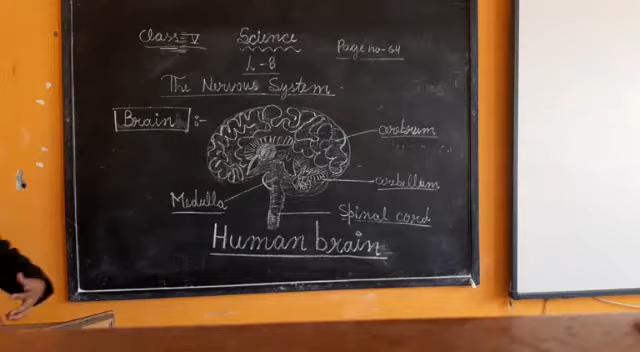 Class-V
Science
Page no-64
L-8
The Nervous System
Brain :-
cerebrum
cerebellum
Medulla
Spinal cord
Human brain